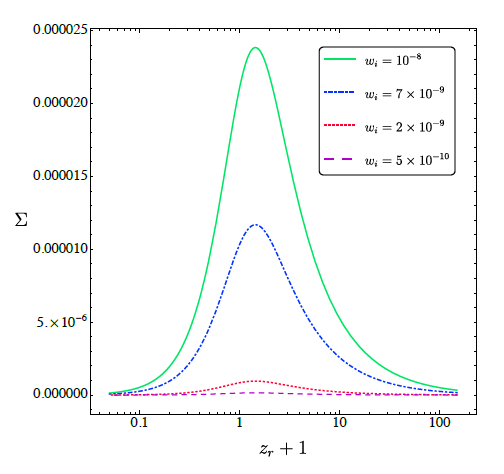 0.000025
0.000020
0.000015
0.000010
5.×10⁻⁶
0.000000
Σ
0.1 1 10 100
z_r + 1
w_i = 10⁻⁸
w_i = 7 × 10⁻⁹
w_i = 2 × 10⁻⁹
w_i = 5 × 10⁻¹⁰